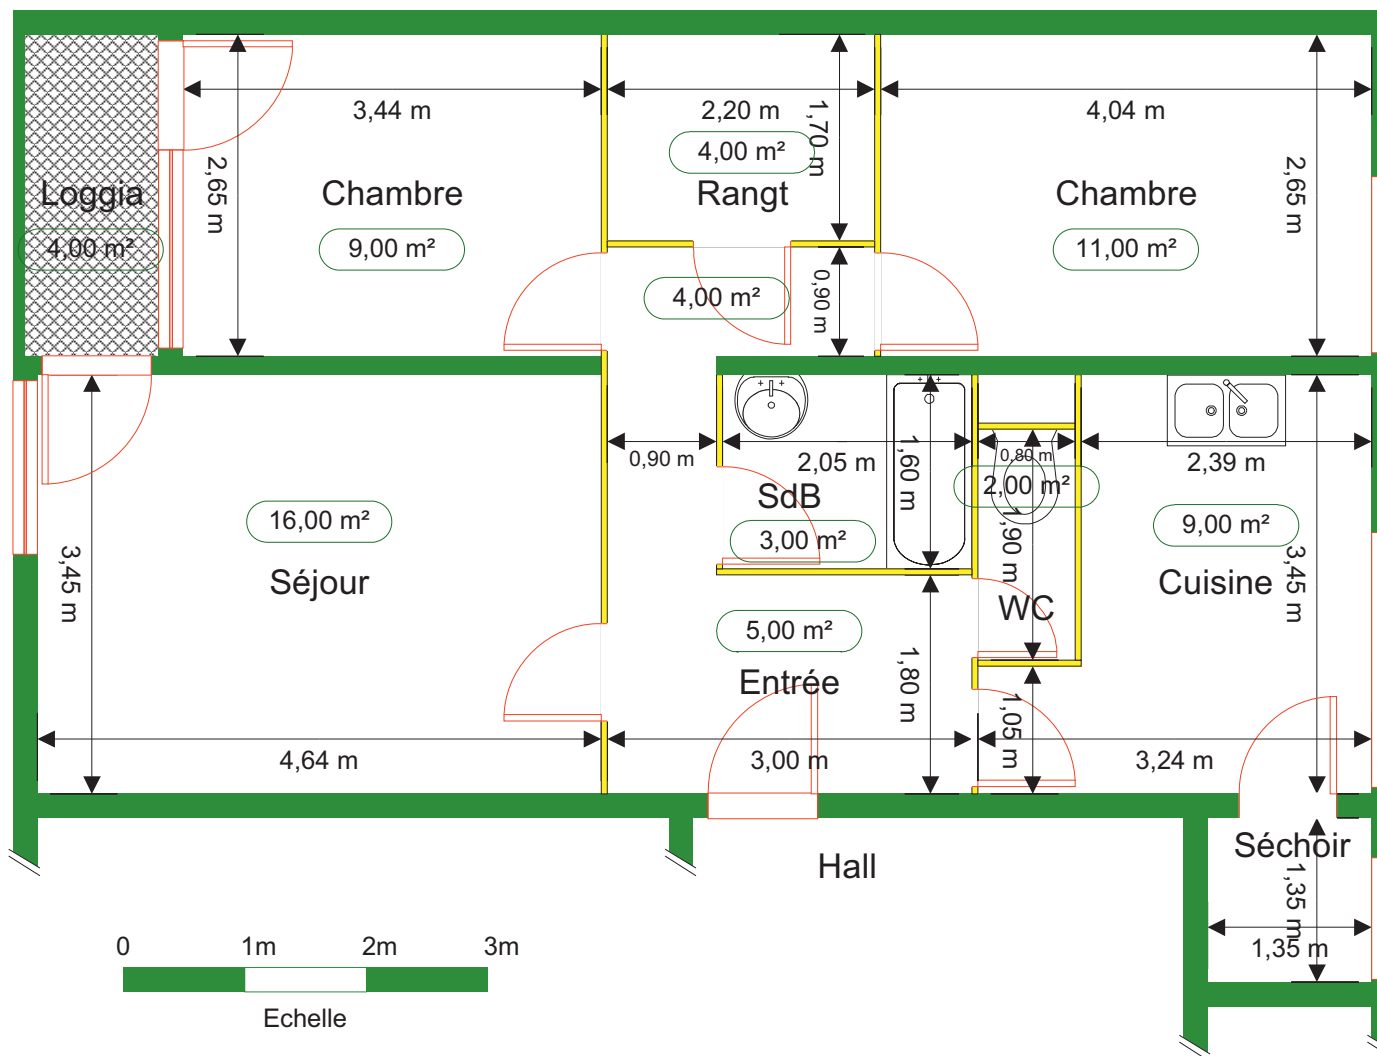 3,44 m
2,20 m
4,04 m
2,65 m
1,70 m
2,65 m
4,00 m²
Loggia
Chambre
Rangt
Chambre
4,00 m²
9,00 m²
11,00 m²
4,00 m²
0,90 m
0,90 m
2,05 m
1,60 m
0,80 m
2,39 m
SdB
2,00 m²
16,00 m²
3,00 m²
1,90 m
9,00 m²
3,45 m
Séjour
WC
Cuisine
3,45 m
5,00 m²
Entrée
1,80 m
1,05 m
4,64 m
3,00 m
3,24 m
Hall
Séchoir
1,35 m
1,35 m
0 1m 2m 3m
Echelle